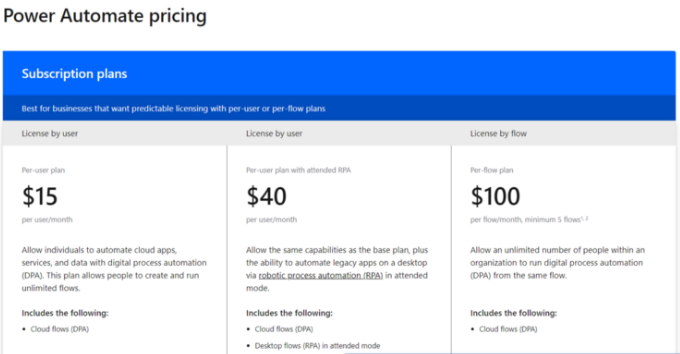 Power Automate pricing
Subscription plans
Best for businesses that want predictable licensing with per-user or per-flow plans
License by user
Per-user plan
$15
per user/month
Allow individuals to automate cloud apps,
services, and data with digital process automation
(DPA). This plan allows people to create and run
unlimited flows.
Includes the following:
• Cloud flows (DPA)
License by user
Per-user plan with attended RPA
$40
per user/month
Allow the same capabilities as the base plan, plus
the ability to automate legacy apps on a desktop
via robotic process automation (RPA) in attended
mode.
Includes the following:
• Cloud flows (DPA)
• Desktop flows (RPA) in attended mode
License by flow
Per-flow plan
$100
per flow/month, minimum 5 flows¹˒²
Allow an unlimited number of people within an
organization to run digital process automation
(DPA) from the same flow.
Includes the following:
• Cloud flows (DPA)